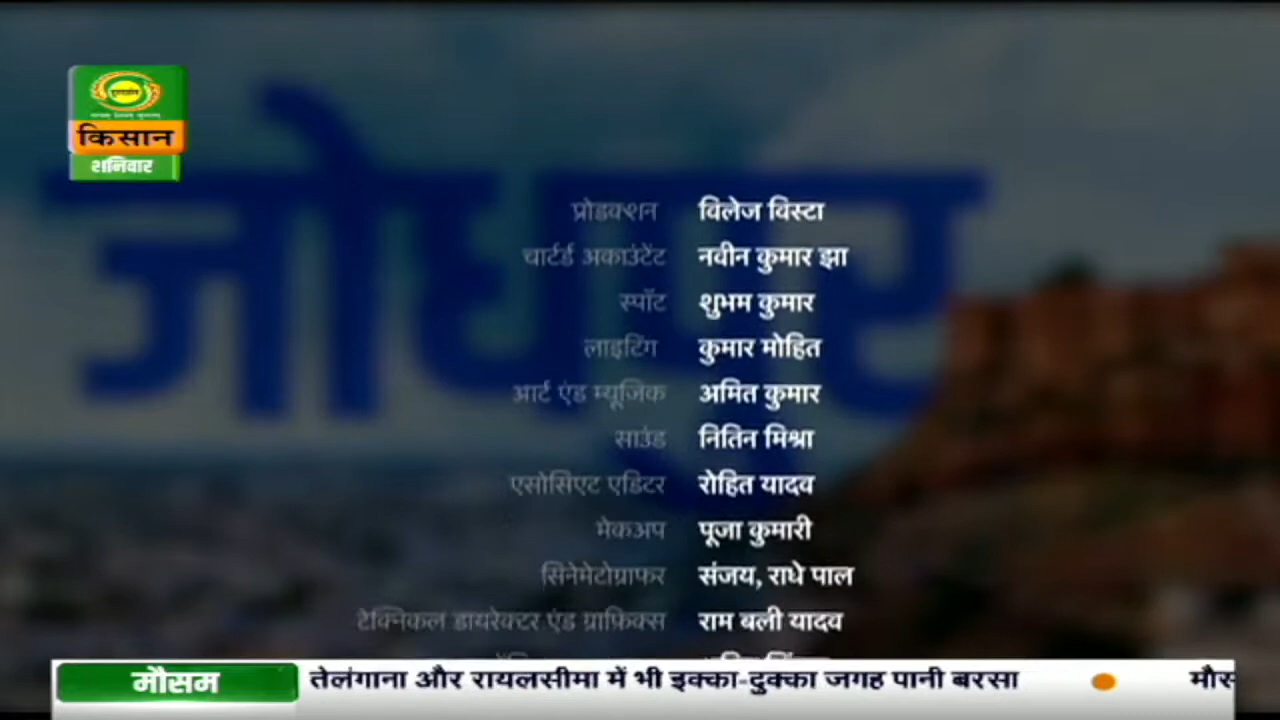 किसान
शनिवार
जोधपुर
प्रोडक्शन विलेज विस्टा
चार्टर्ड अकाउंटेंट नवीन कुमार झा
स्पॉट शुभम कुमार
लाइटिंग कुमार मोहित
आर्ट एंड म्यूजिक अमित कुमार
साउंड नितिन मिश्रा
एसोसिएट एडिटर रोहित यादव
मेकअप पूजा कुमारी
सिनेमेटोग्राफर संजय, राधे पाल
टेक्निकल डायरेक्टर एंड ग्राफ़िक्स राम बली यादव
मौसम तेलंगाना और रायलसीमा में भी इक्का-दुक्का जगह पानी बरसा